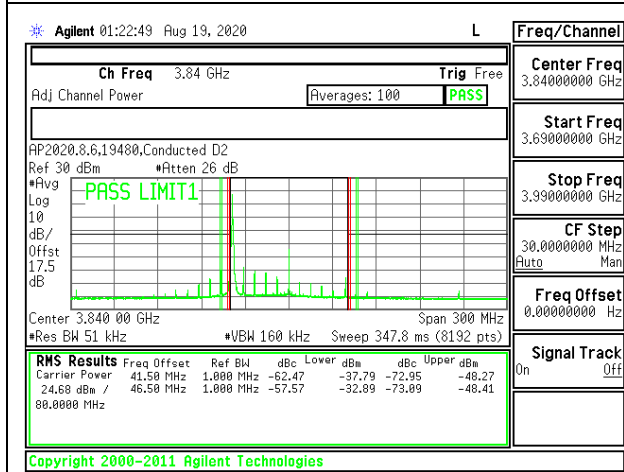 Agilent 01:22:49 Aug 19, 2020 L Freq/Channel
Ch Freq 3.84 GHz Trig Free
Adj Channel Power Averages: 100 PASS
Center Freq
3.84000000 GHz
Start Freq
3.69000000 GHz
AP2020.8.6,19480,Conducted D2
Ref 30 dBm #Atten 26 dB
#Avg
Log
10
dB/
Offst
17.5
dB
PASS LIMIT1
Stop Freq
3.99000000 GHz
CF Step
30.0000000 MHz
Auto Man
Freq Offset
0.00000000 Hz
Center 3.840 00 GHz Span 300 MHz
#Res BW 51 kHz #VBW 160 kHz Sweep 347.8 ms (8192 pts)
Signal Track
On Off
RMS Results Freq Offset Ref BW dBc Lower dBm dBc Upper dBm
Carrier Power 41.50 MHz 1.000 MHz -62.47 -37.79 -72.95 -48.27
24.68 dBm / 46.50 MHz 1.000 MHz -57.57 -32.89 -73.09 -48.41
80.0000 MHz
Copyright 2000-2011 Agilent Technologies